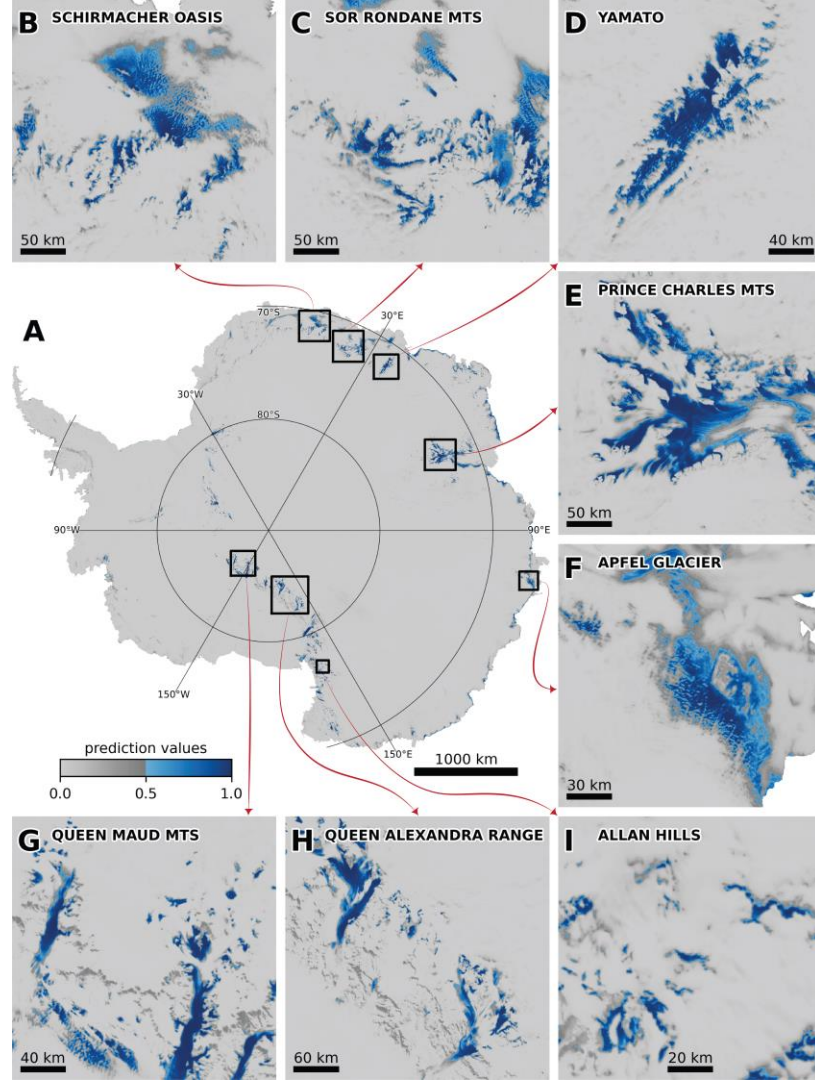 B SCHIRMACHER OASIS
50 km
C SOR RONDANE MTS
50 km
D YAMATO
40 km
A
70°S
30°E
30°W
80°S
90°W
90°E
150°W
150°E
prediction values
0.0 0.5 1.0
1000 km
E PRINCE CHARLES MTS
50 km
F APFEL GLACIER
30 km
G QUEEN MAUD MTS
40 km
H QUEEN ALEXANDRA RANGE
60 km
I ALLAN HILLS
20 km